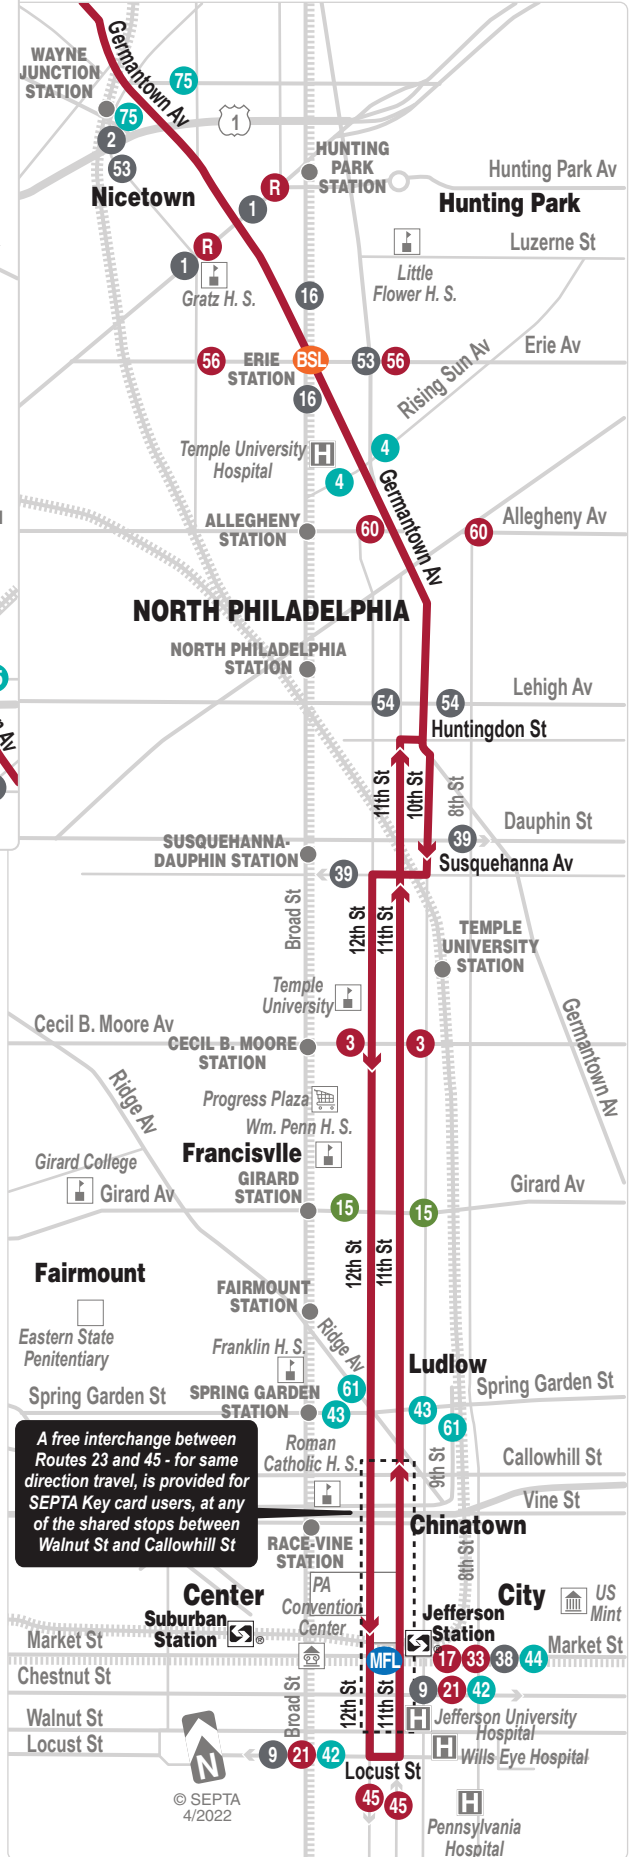 WAYNE
JUNCTION
STATION
Germantown Av
75
75
2
53
1
Nicetown
HUNTING
PARK
STATION
Hunting Park Av
R
1
Hunting Park
R
1
Gratz H. S.
Luzerne St
Little
Flower H. S.
16
56
ERIE
STATION
BSL
53
56
Erie Av
16
Rising Sun Av
Temple University
Hospital
H
4
4
Germantown Av
ALLEGHENY
STATION
60
60
Allegheny Av
NORTH PHILADELPHIA
NORTH PHILADELPHIA
STATION
Lehigh Av
54
54
Huntingdon St
11th St
10th St
8th St
Dauphin St
39
SUSQUEHANNA-
DAUPHIN STATION
39
Susquehanna Av
Broad St
12th St
11th St
TEMPLE
UNIVERSITY
STATION
Temple
University
Germantown Av
Cecil B. Moore Av
CECIL B. MOORE
STATION
3
3
Ridge Av
Progress Plaza
Wm. Penn H. S.
Francisvlle
Girard College
GIRARD
STATION
Girard Av
15
15
Girard Av
12th St
11th St
Fairmount
FAIRMOUNT
STATION
Eastern State
Penitentiary
Ridge Av
Franklin H. S.
Ludlow
Spring Garden St
SPRING GARDEN
STATION
61
43
43
61
Spring Garden St
A free interchange between
Routes 23 and 45 - for same
direction travel, is provided for
SEPTA Key card users, at any
of the shared stops between
Walnut St and Callowhill St
Roman
Catholic H. S.
9th St
Callowhill St
Vine St
Chinatown
RACE-VINE
STATION
8th St
PA
Convention
Center
Center
City
US
Mint
Suburban
Station
®
Jefferson
Station
®
Market St
MFL
17
33
38
44
Market St
Chestnut St
9
21
42
Broad St
12th St
11th St
Walnut St
H
Jefferson University
Hospital
Locust St
N
9
21
42
H
Wills Eye Hospital
Locust St
45
45
© SEPTA
4/2022
H
Pennsylvania
Hospital